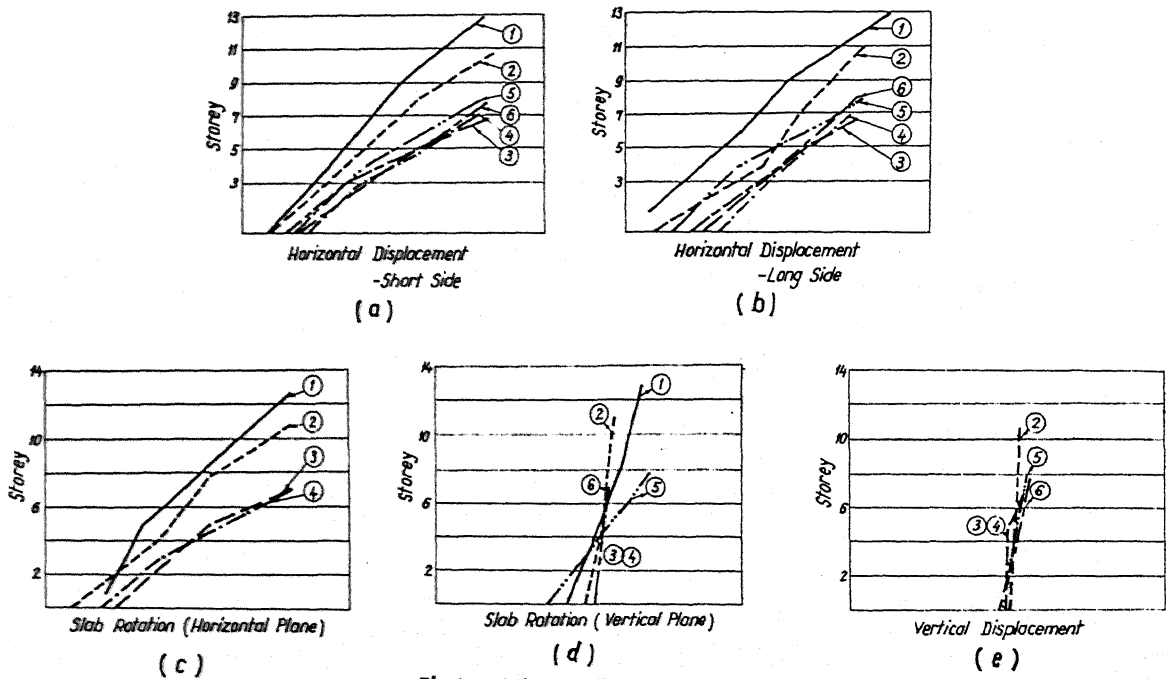 13
11
9
7
5
3
Storey
1
2
5
6
4
3
Horizontal Displacement
-Short Side
(a)
13
11
9
7
5
3
Storey
1
2
6
5
4
3
Horizontal Displacement
-Long Side
(b)
14
10
6
2
Storey
1
2
3
4
Slab Rotation (Horizontal Plane)
(c)
14
10
6
2
Storey
1
2
6
5
3 4
Slab Rotation (Vertical Plane)
(d)
14
10
6
2
Storey
2
5
6
3 4
Vertical Displacement
(e)